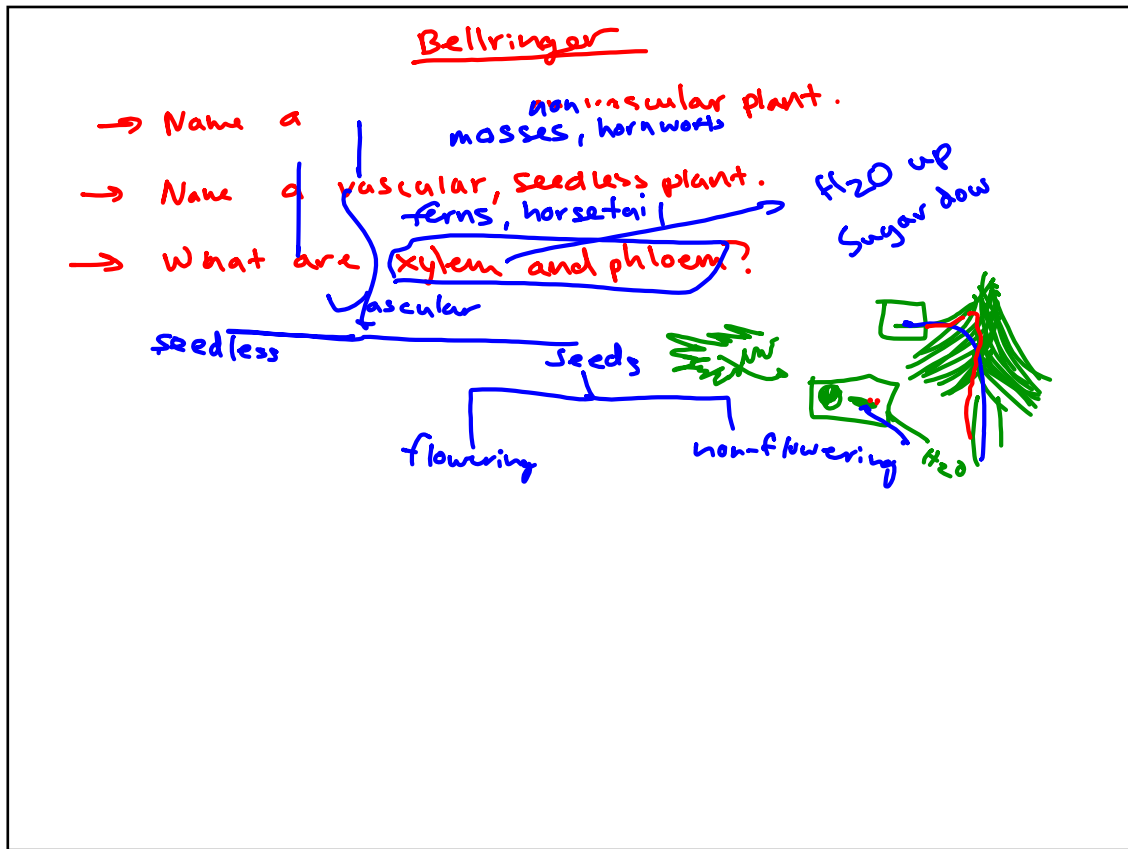 Bellringer
→ Name a nonvascular plant.
mosses, hornworts
→ Name a vascular, seedless plant.
ferns, horsetail
H2O up
Sugar dow
→ What are xylem and phloem?
Vascular
seedless
seeds
flowering
non-flowering
H2O